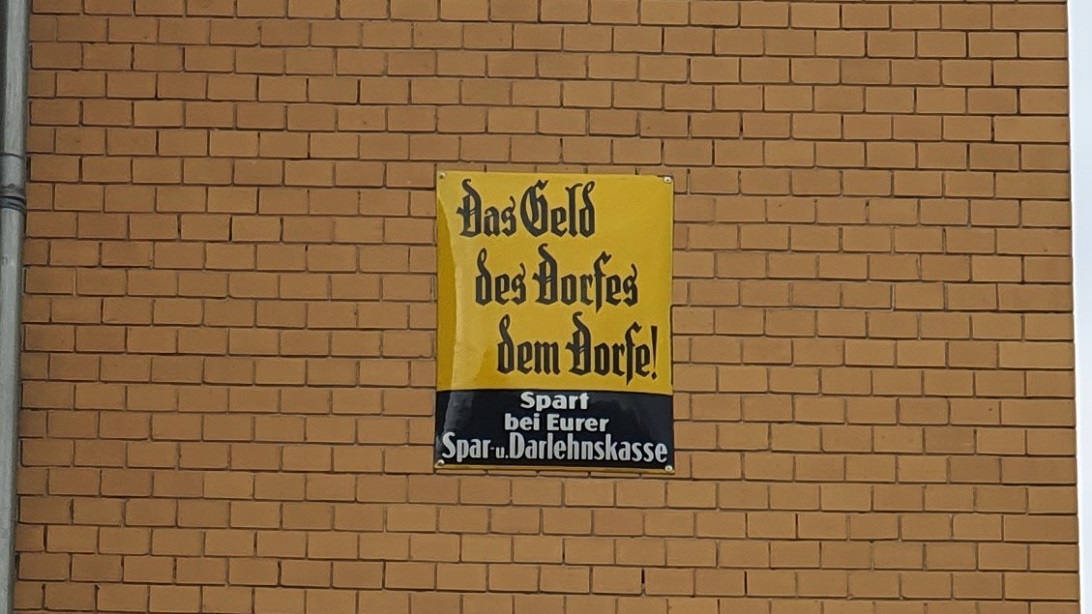 Das Geld
des Dorfes
dem Dorfe!
Spart
bei Eurer
Spar- u. Darlehnskasse